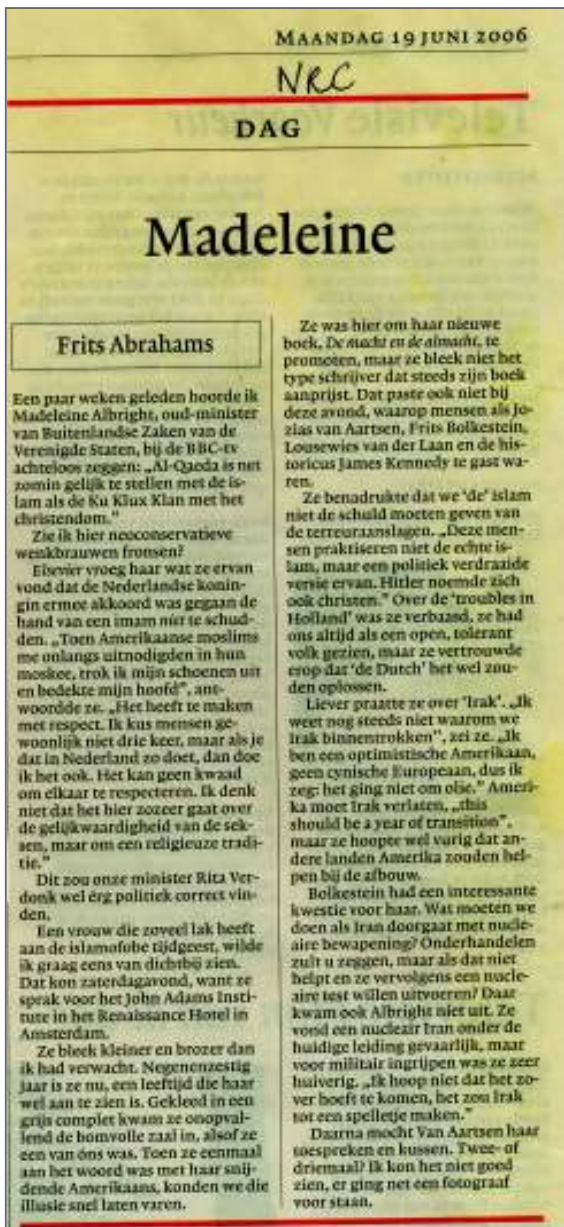 MAANDAG 19 JUNI 2006
NRC
DAG
Madeleine
Frits Abrahams
Een paar weken geleden hoorde ik
Madeleine Albright, oud-minister
van Buitenlandse Zaken van de
Verenigde Staten, bij de BBC-tv
achteloos zeggen: „Al-Qaeda is net
zomin gelijk te stellen met de is-
lam als de Ku Klux Klan met het
christendom.”
Zie ik hier neoconservatieve
wenkbrauwen fronsen?
Elsevier vroeg haar wat ze ervan
vond dat de Nederlandse konin-
gin ermee akkoord was gegaan de
hand van een imam niet te schud-
den. „Toen Amerikaanse moslims
me onlangs uitnodigden in hun
moskee, trok ik mijn schoenen uit
en bedekte mijn hoofd”, ant-
woordde ze. „Het heeft te maken
met respect. Ik kus mensen ge-
woonlijk niet drie keer, maar als je
dat in Nederland zo doet, dan doe
ik het ook. Het kan geen kwaad
om elkaar te respecteren. Ik denk
niet dat het hier zozeer gaat over
de gelijkwaardigheid van de sek-
sen, maar om een religieuze tradi-
tie.”
Dit zou onze minister Rita Ver-
donk wel érg politiek correct vin-
den.
Een vrouw die zoveel lak heeft
aan de islamofobe tijdgeest, wilde
ik graag eens van dichtbij zien.
Dat kon zaterdagavond, want ze
sprak voor het John Adams Insti-
tute in het Renaissance Hotel in
Amsterdam.
Ze bleek kleiner en brozer dan
ik had verwacht. Negenenzestig
jaar is ze nu, een leeftijd die haar
wel aan te zien is. Gekleed in een
grijs complet kwam ze onopval-
lend de bomvolle zaal in, alsof ze
een van óns was. Toen ze eenmaal
aan het woord was met haar snij-
dende Amerikaans, konden we die
illusie snel laten varen.
Ze was hier om haar nieuwe
boek, De macht en de almacht, te
promoten, maar ze bleek niet het
type schrijver dat steeds zijn boek
aanprijst. Dat paste ook niet bij
deze avond, waarop mensen als Jo-
zias van Aartsen, Frits Bolkestein,
Lousewies van der Laan en de his-
toricus James Kennedy te gast wa-
ren.
Ze benadrukte dat we ‘de’ islam
niet de schuld moeten geven van
de terreuraanslagen. „Deze men-
sen praktiseren niet de echte is-
lam, maar een politiek verdraaide
versie ervan. Hitler noemde zich
ook christen.” Over de ‘troubles in
Holland’ was ze verbaasd, ze had
ons altijd als een open, tolerant
volk gezien, maar ze vertrouwde
erop dat ‘de Dutch’ het wel zou-
den oplossen.
Liever praatte ze over ‘Irak’. „Ik
weet nog steeds niet waarom we
Irak binnentrokken”, zei ze. „Ik
ben een optimistische Amerikaan,
geen cynische Europeaan, dus ik
zeg: het ging niet om olie.” Ameri-
ka moet Irak verlaten, „this
should be a year of transition”,
maar ze hoopte wel vurig dat an-
dere landen Amerika zouden hel-
pen bij de afbouw.
Bolkestein had een interessante
kwestie voor haar. Wat moeten we
doen als Iran doorgaat met nucle-
aire bewapening? Onderhandelen
zult u zeggen, maar als dat niet
helpt en ze vervolgens een nucle-
aire test willen uitvoeren? Daar
kwam ook Albright niet uit. Ze
vond een nucleair Iran onder de
huidige leiding gevaarlijk, maar
voor militair ingrijpen was ze zeer
huiverig. „Ik hoop niet dat het zo-
ver hoeft te komen, het zou Irak
tot een spelletje maken.”
Daarna mocht Van Aartsen haar
toespreken en kussen. Twee- of
driemaal? Ik kon het niet goed
zien, er ging net een fotograaf
voor staan.